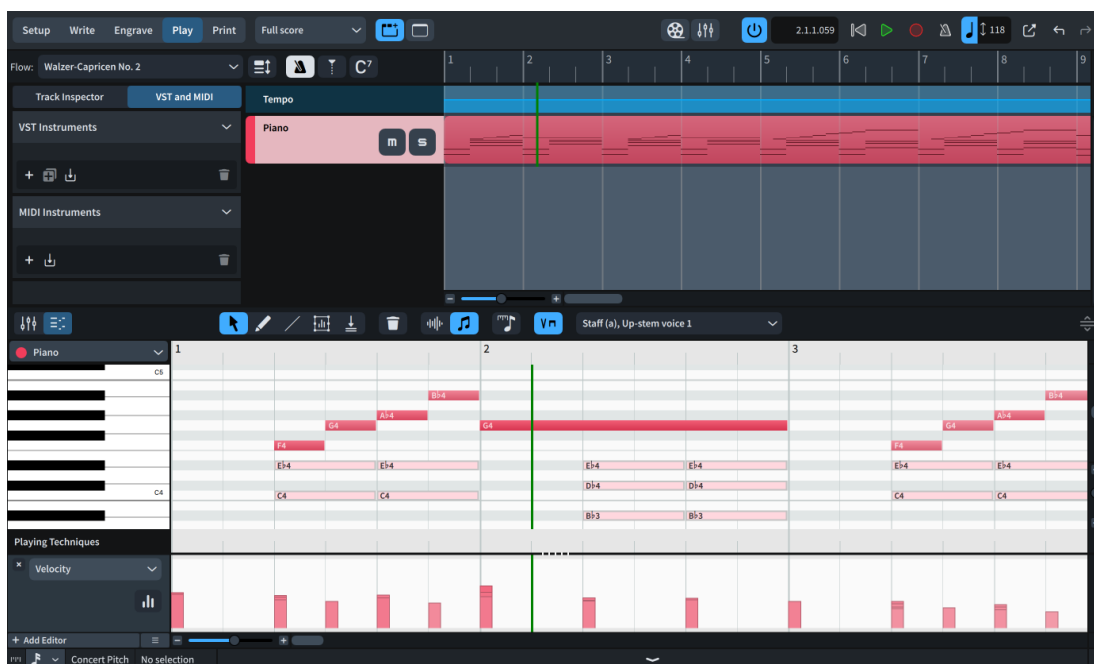 Setup Write Engrave Play Print Full score 2.1.1.059 118
Flow: Walzer-Capricen No. 2 C7 1 2 3 4 5 6 7 8 9
Track Inspector VST and MIDI Tempo
VST Instruments Piano m s
MIDI Instruments
Staff (a), Up-stem voice 1
Piano 1 2 3
C5
B♭4 B♭4
A♭4 A♭4
G4 G4 G4
F4 F4
E♭4 E♭4 E♭4 E♭4 E♭4 E♭4
D♭4 D♭4
C4 C4 C4 C4 C4
B♭3 B♭3
Playing Techniques
Velocity
+ Add Editor
Concert Pitch No selection